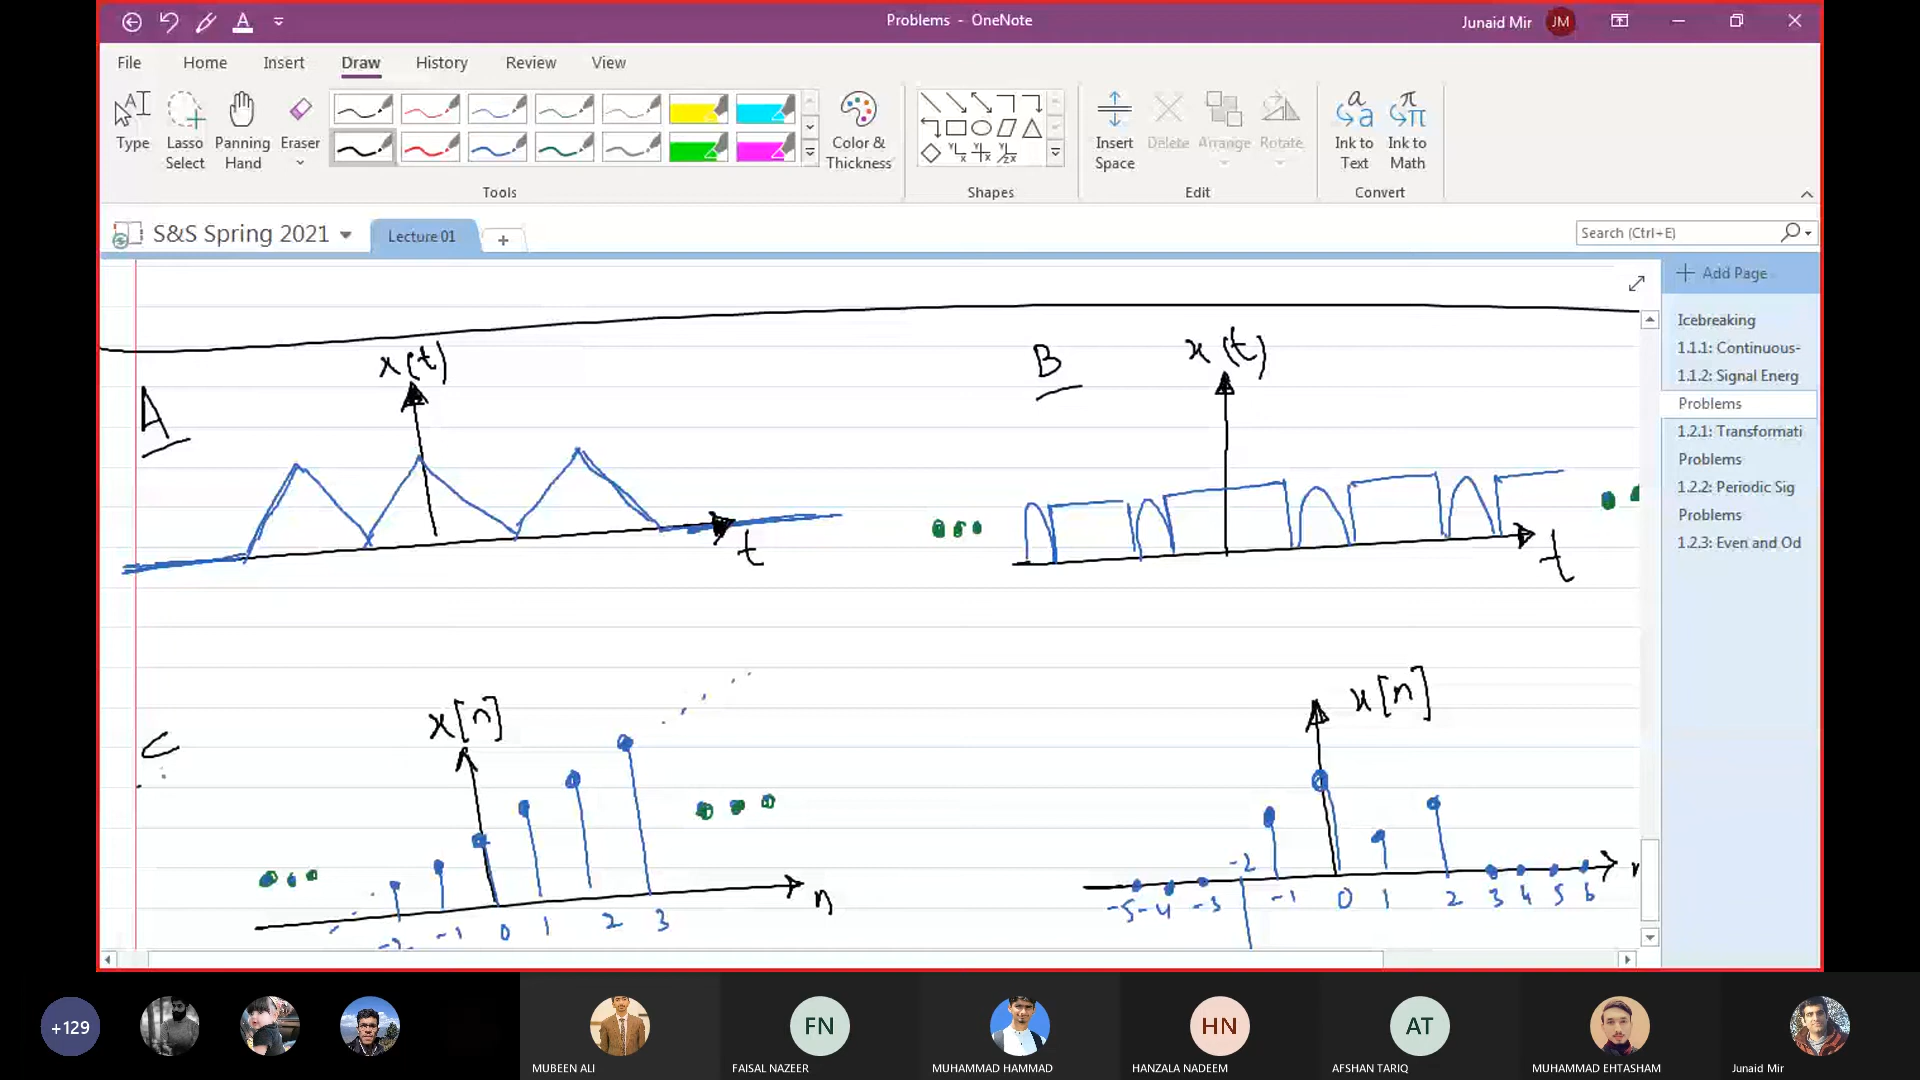 Problems - OneNote
Junaid Mir JM
File Home Insert Draw History Review View
Type
Lasso Select
Panning Hand
Eraser
Color & Thickness
Insert Space
Delete
Arrange
Rotate
Ink to Text
Ink to Math
Tools Shapes Edit Convert
S&S Spring 2021
Lecture 01
Search (Ctrl+E)
Add Page
Icebreaking
1.1.1: Continuous-
1.1.2: Signal Energ
Problems
1.2.1: Transformati
Problems
1.2.2: Periodic Sig
Problems
1.2.3: Even and Od
A
x(t)
t
B
x(t)
t
C
x[n]
-2 -1 0 1 2 3
n
x[n]
-2
-5 -4 -3 -1 0 1 2 3 4 5 6
+129
FN HN AT
MUBEEN ALI FAISAL NAZEER MUHAMMAD HAMMAD HANZALA NADEEM AFSHAN TARIQ MUHAMMAD EHTASHAM Junaid Mir